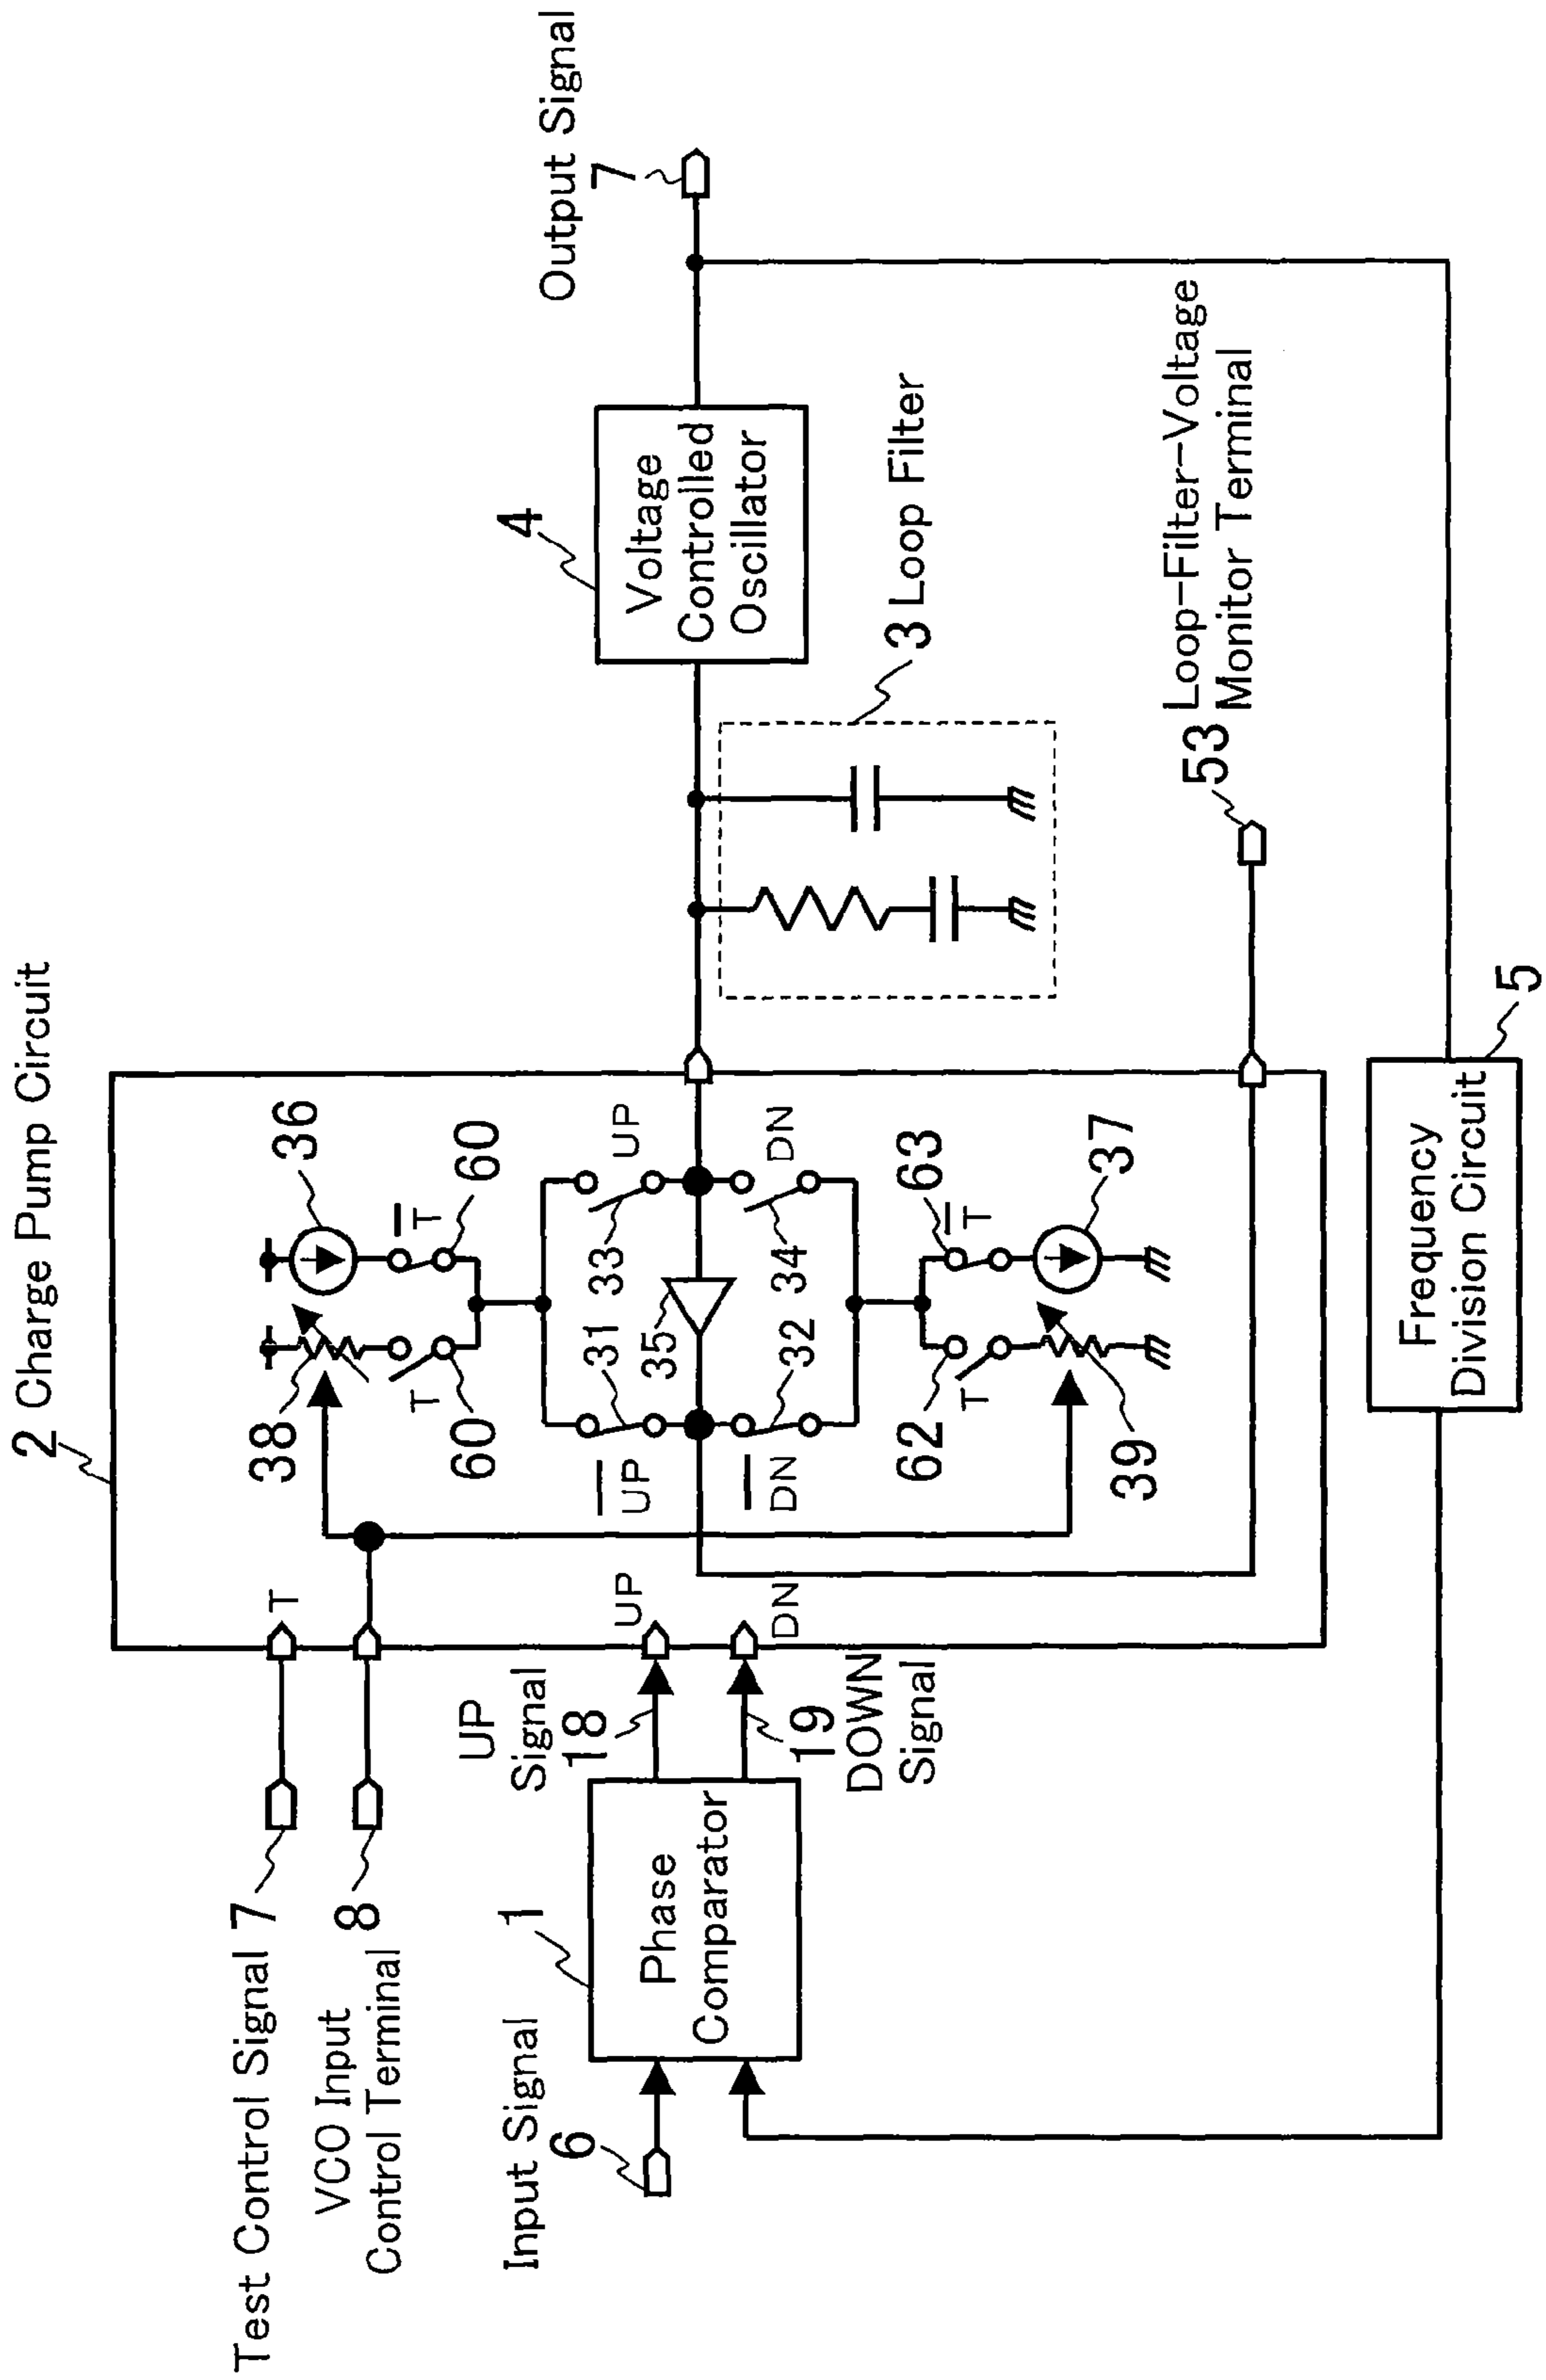 2 Charge Pump Circuit
Test Control Signal 7
VCO Input
Control Terminal 8
T
38
36
T
60
T̅
60
U̅P̅
31
33
UP
35
D̅N̅
32
34
DN
62
T
63
T̅
39
37
Input Signal
6
1
Phase
Comparator
UP
Signal
18
UP
19
DOWN
Signal
DN
3 Loop Filter
4
Voltage
Controlled
Oscillator
Output Signal
7
53
Loop-Filter-Voltage
Monitor Terminal
5
Frequency
Division Circuit